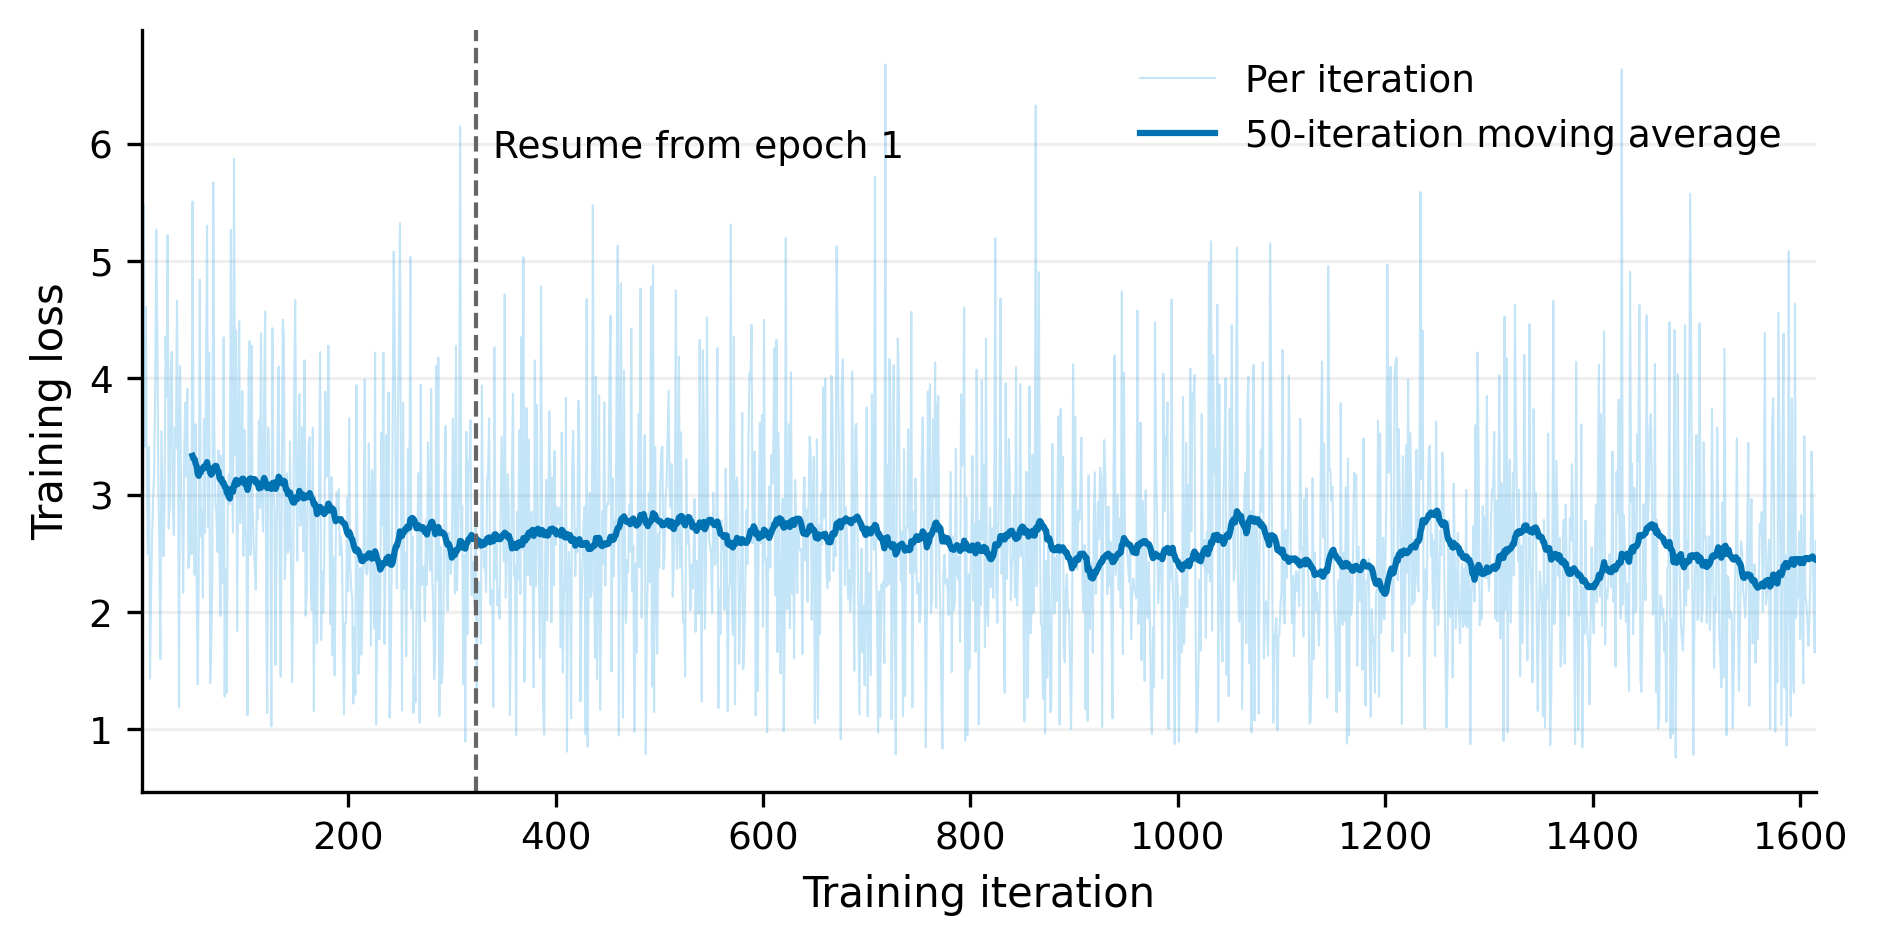 Per iteration
50-iteration moving average
Resume from epoch 1
Training loss
6
5
4
3
2
1
200 400 600 800 1000 1200 1400 1600
Training iteration